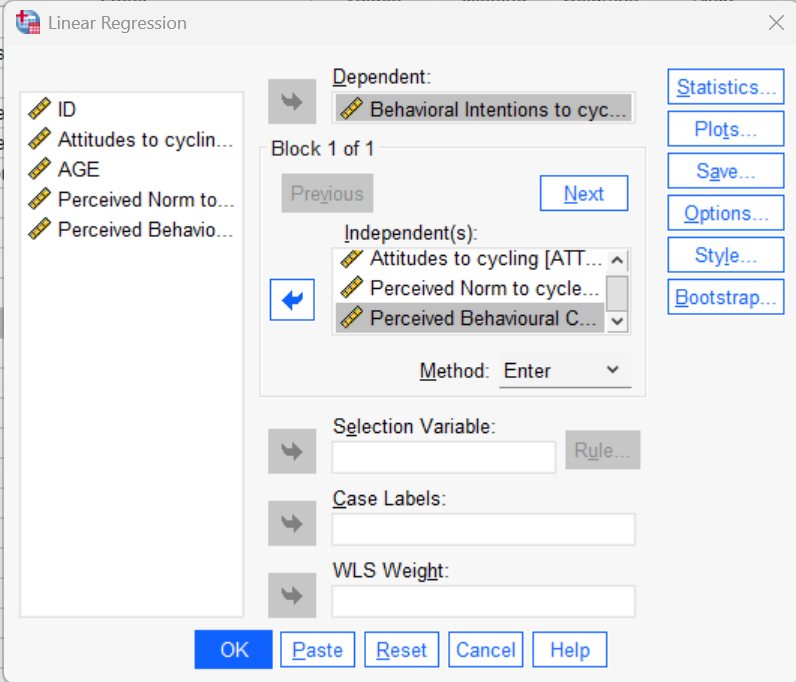 Linear Regression
ID
Attitudes to cyclin...
AGE
Perceived Norm to...
Perceived Behavio...
Dependent:
Behavioral Intentions to cyc...
Block 1 of 1
Previous
Next
Independent(s):
Attitudes to cycling [ATT...
Perceived Norm to cycle...
Perceived Behavioural C...
Method:
Enter
Selection Variable:
Rule...
Case Labels:
WLS Weight:
Statistics...
Plots...
Save...
Options...
Style...
Bootstrap...
OK
Paste
Reset
Cancel
Help